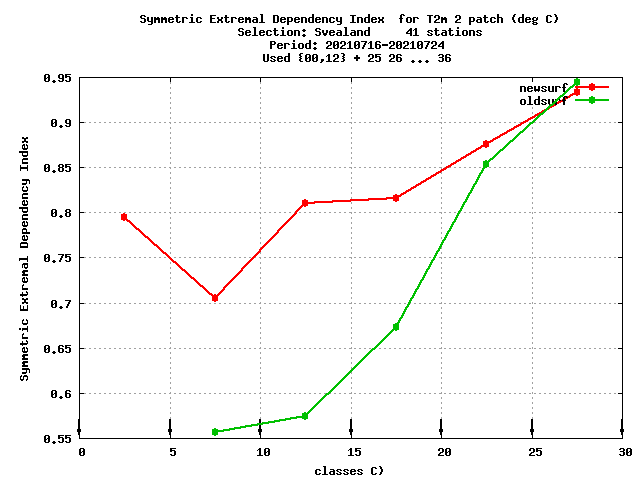 Symmetric Extremal Dependency Index  for T2m 2 patch (deg C)
Selection: Svealand     41 stations
Period: 20210716-20210724
Used {00,12} + 25 26 ... 36
Symmetric Extremal Dependency Index
0.95
0.9
0.85
0.8
0.75
0.7
0.65
0.6
0.55
newsurf
oldsurf
0 5 10 15 20 25 30
classes C)